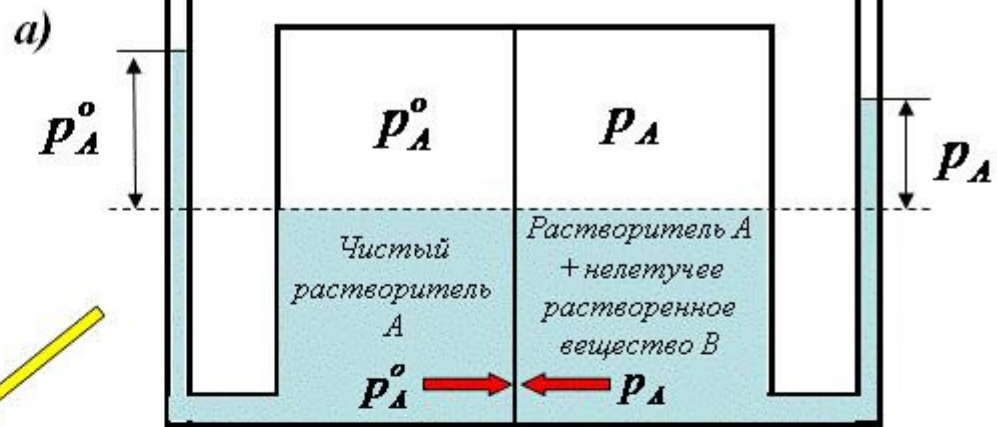 а)
p°A
p°A
pA
pA
Чистый
растворитель
А
Растворитель А
+ нелетучее
растворенное
вещество В
p°A
pA